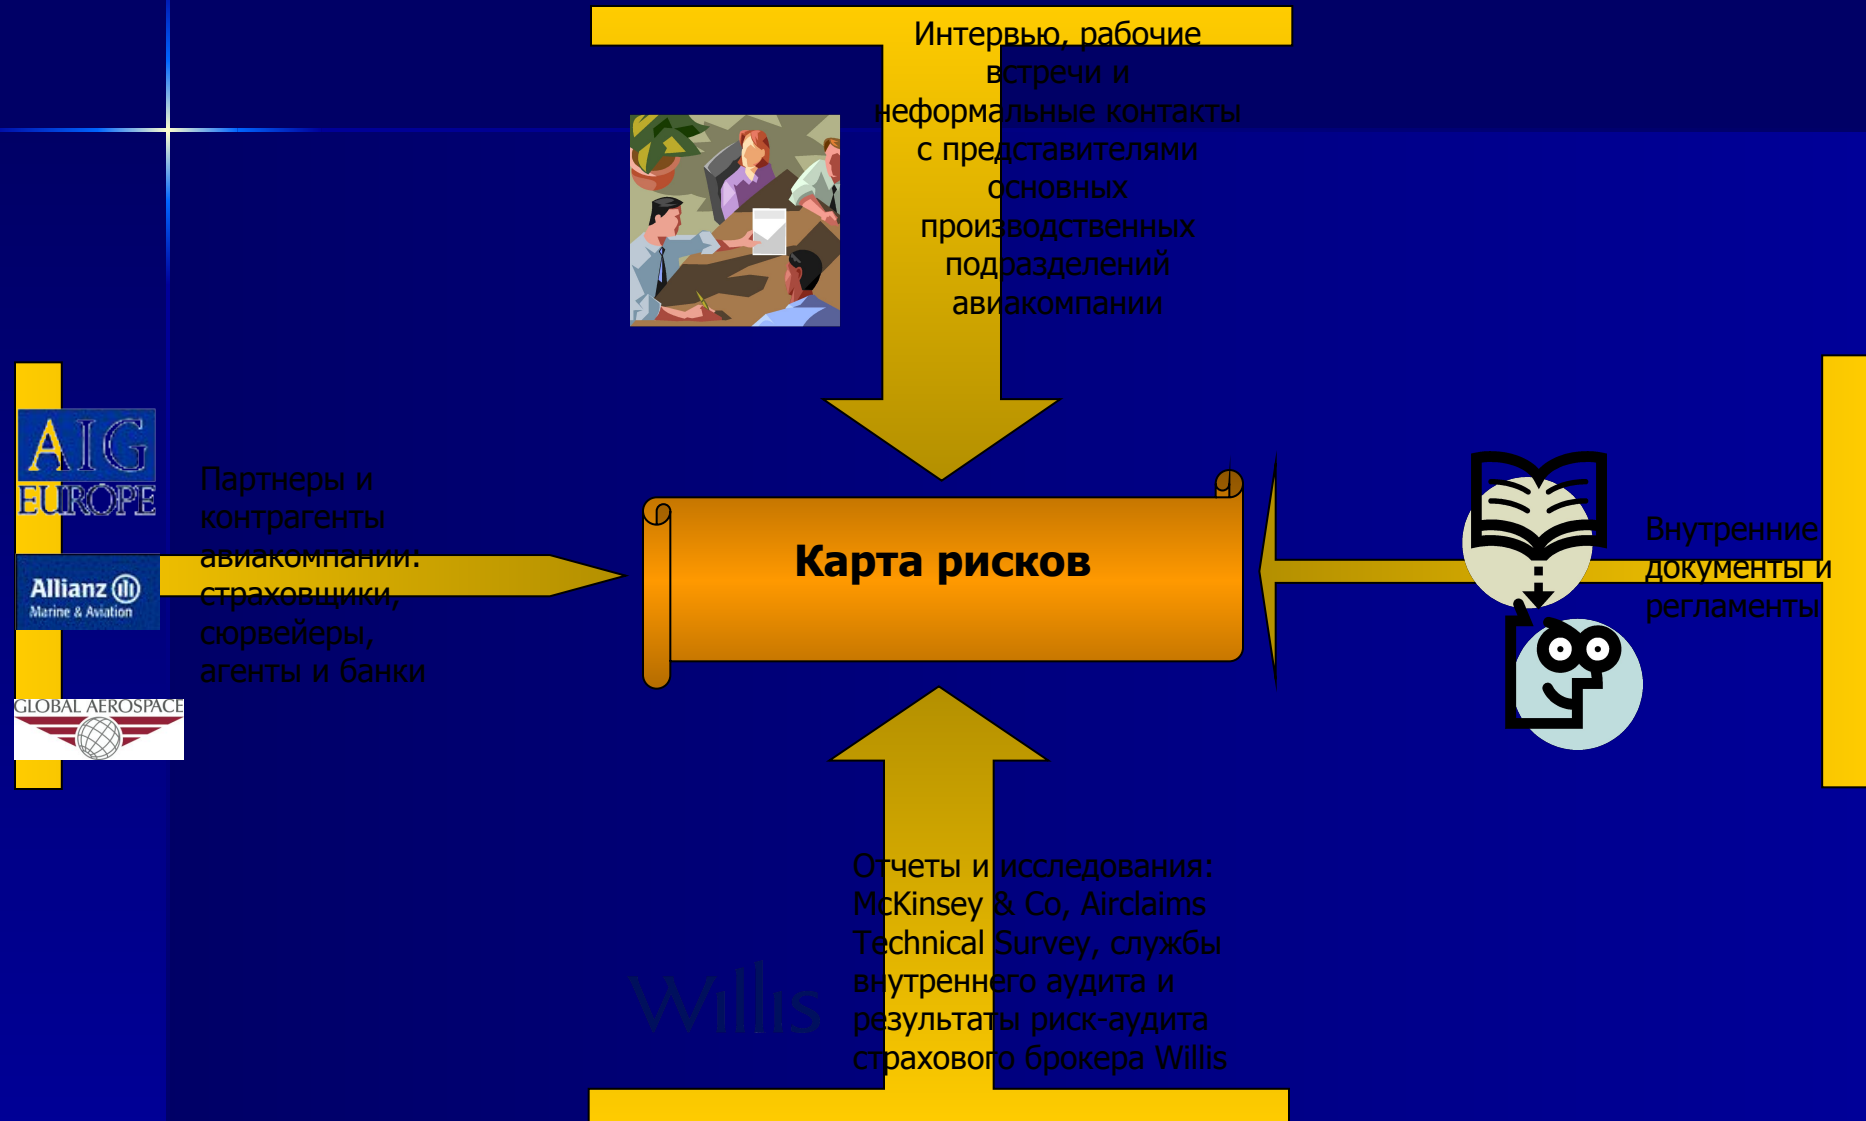 Интервью, рабочие
встречи и
неформальные контакты
с представителями
основных
производственных
подразделений
авиакомпании
AIG
EUROPE
Allianz
Marine & Aviation
GLOBAL AEROSPACE
Партнеры и
контрагенты
авиакомпании:
страховщики,
сюрвейеры,
агенты и банки
Карта рисков
Внутренние
документы и
регламенты
Willis
Отчеты и исследования:
McKinsey & Co, Airclaims
Technical Survey, службы
внутреннего аудита и
результаты риск-аудита
страхового брокера Willis